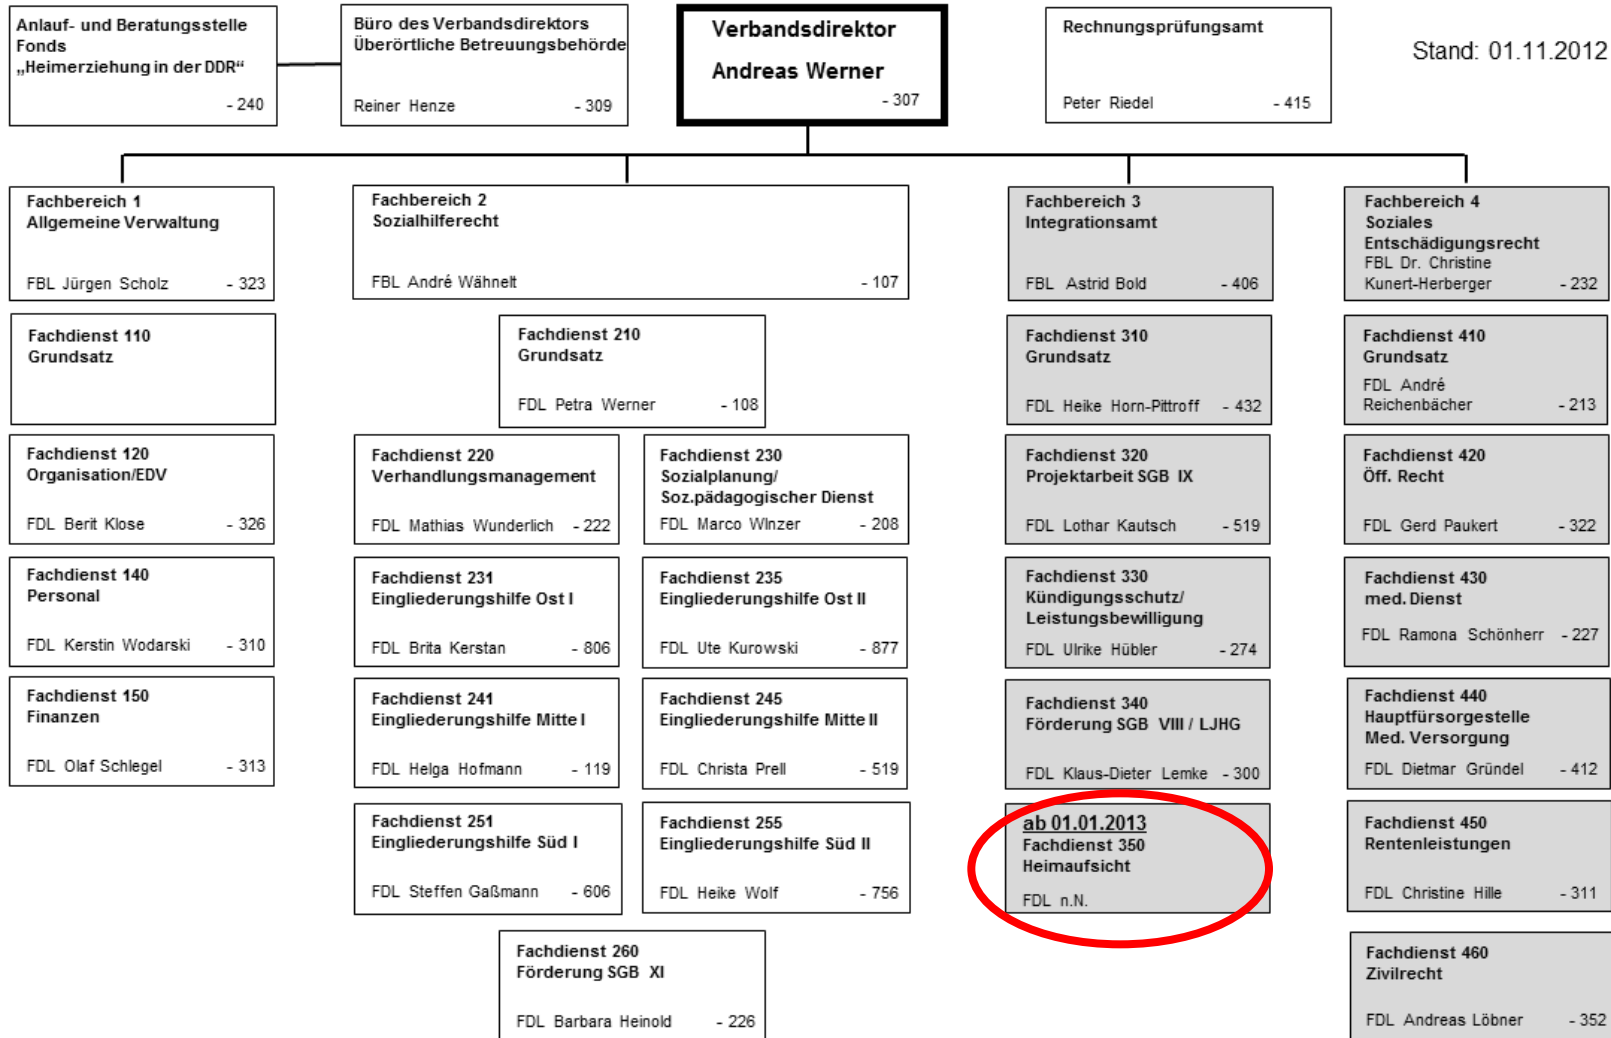 Anlauf- und Beratungsstelle
Fonds
„Heimerziehung in der DDR“
- 240
Büro des Verbandsdirektors
Überörtliche Betreuungsbehörde
Reiner Henze - 309
Verbandsdirektor
Andreas Werner
- 307
Rechnungsprüfungsamt
Peter Riedel - 415
Stand: 01.11.2012
Fachbereich 1
Allgemeine Verwaltung
FBL Jürgen Scholz - 323
Fachbereich 2
Sozialhilferecht
FBL André Wähnelt - 107
Fachbereich 3
Integrationsamt
FBL Astrid Bold - 406
Fachbereich 4
Soziales
Entschädigungsrecht
FBL Dr. Christine
Kunert-Herberger - 232
Fachdienst 110
Grundsatz
Fachdienst 210
Grundsatz
FDL Petra Werner - 108
Fachdienst 310
Grundsatz
FDL Heike Horn-Pittroff - 432
Fachdienst 410
Grundsatz
FDL André
Reichenbächer - 213
Fachdienst 120
Organisation/EDV
FDL Berit Klose - 326
Fachdienst 220
Verhandlungsmanagement
FDL Mathias Wunderlich - 222
Fachdienst 230
Sozialplanung/
Soz.pädagogischer Dienst
FDL Marco WInzer - 208
Fachdienst 320
Projektarbeit SGB IX
FDL Lothar Kautsch - 519
Fachdienst 420
Öff. Recht
FDL Gerd Paukert - 322
Fachdienst 140
Personal
FDL Kerstin Wodarski - 310
Fachdienst 231
Eingliederungshilfe Ost I
FDL Brita Kerstan - 806
Fachdienst 235
Eingliederungshilfe Ost II
FDL Ute Kurowski - 877
Fachdienst 330
Kündigungsschutz/
Leistungsbewilligung
FDL Ulrike Hübler - 274
Fachdienst 430
med. Dienst
FDL Ramona Schönherr - 227
Fachdienst 150
Finanzen
FDL Olaf Schlegel - 313
Fachdienst 241
Eingliederungshilfe Mitte I
FDL Helga Hofmann - 119
Fachdienst 245
Eingliederungshilfe Mitte II
FDL Christa Prell - 519
Fachdienst 340
Förderung SGB VIII / LJHG
FDL Klaus-Dieter Lemke - 300
Fachdienst 440
Hauptfürsorgestelle
Med. Versorgung
FDL Dietmar Gründel - 412
Fachdienst 251
Eingliederungshilfe Süd I
FDL Steffen Gaßmann - 606
Fachdienst 255
Eingliederungshilfe Süd II
FDL Heike Wolf - 756
ab 01.01.2013
Fachdienst 350
Heimaufsicht
FDL n.N.
Fachdienst 450
Rentenleistungen
FDL Christine Hille - 311
Fachdienst 260
Förderung SGB XI
FDL Barbara Heinold - 226
Fachdienst 460
Zivilrecht
FDL Andreas Löbner - 352